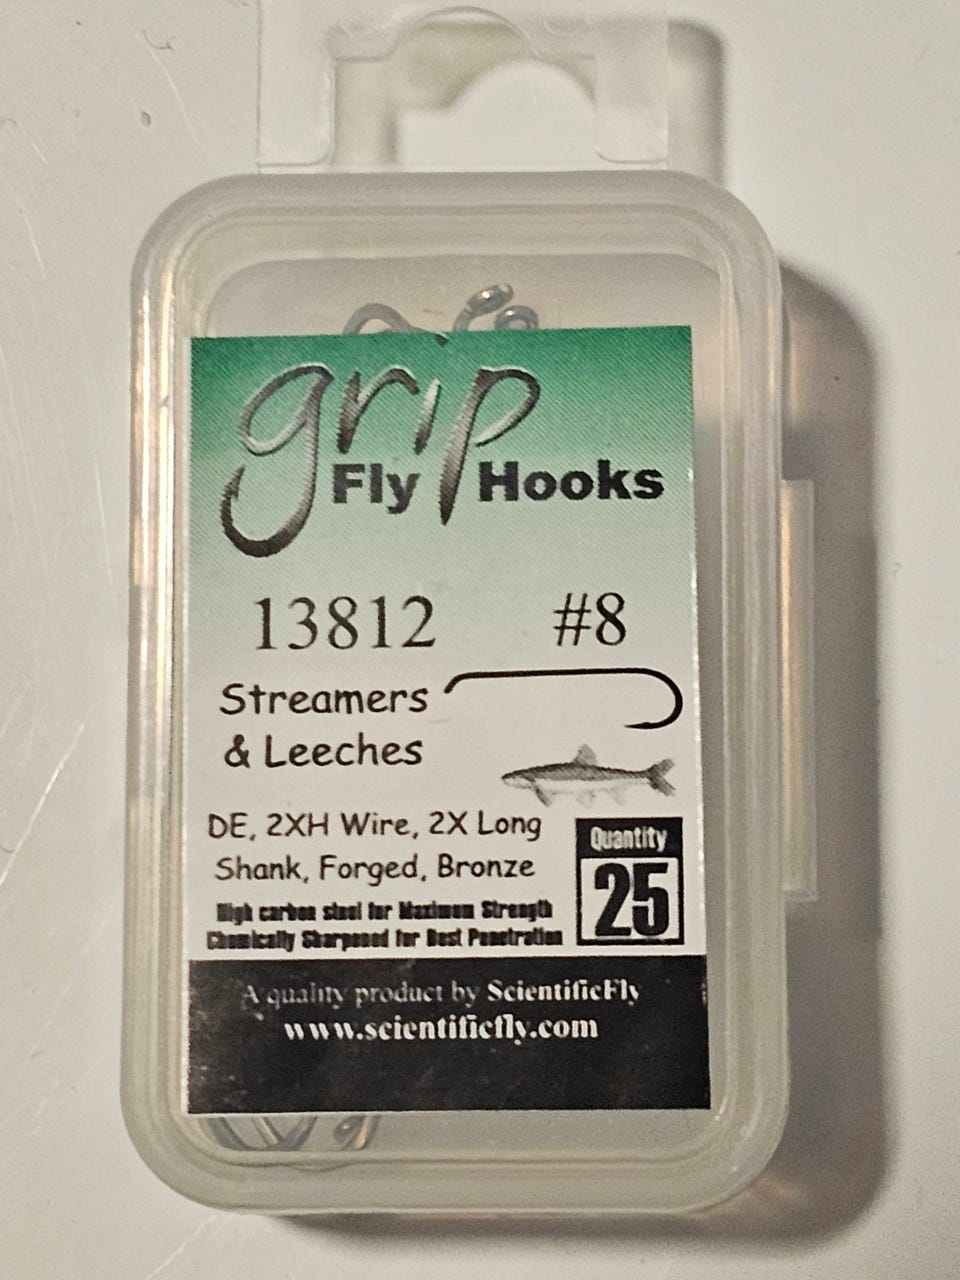 grip
Fly Hooks
13812 #8
Streamers
& Leeches
DE, 2XH Wire, 2X Long
Shank, Forged, Bronze
Quantity
25
High carbon steel for Maximum Strength
Chemically Sharpened for Best Penetration
A quality product by ScientificFly
www.scientificfly.com